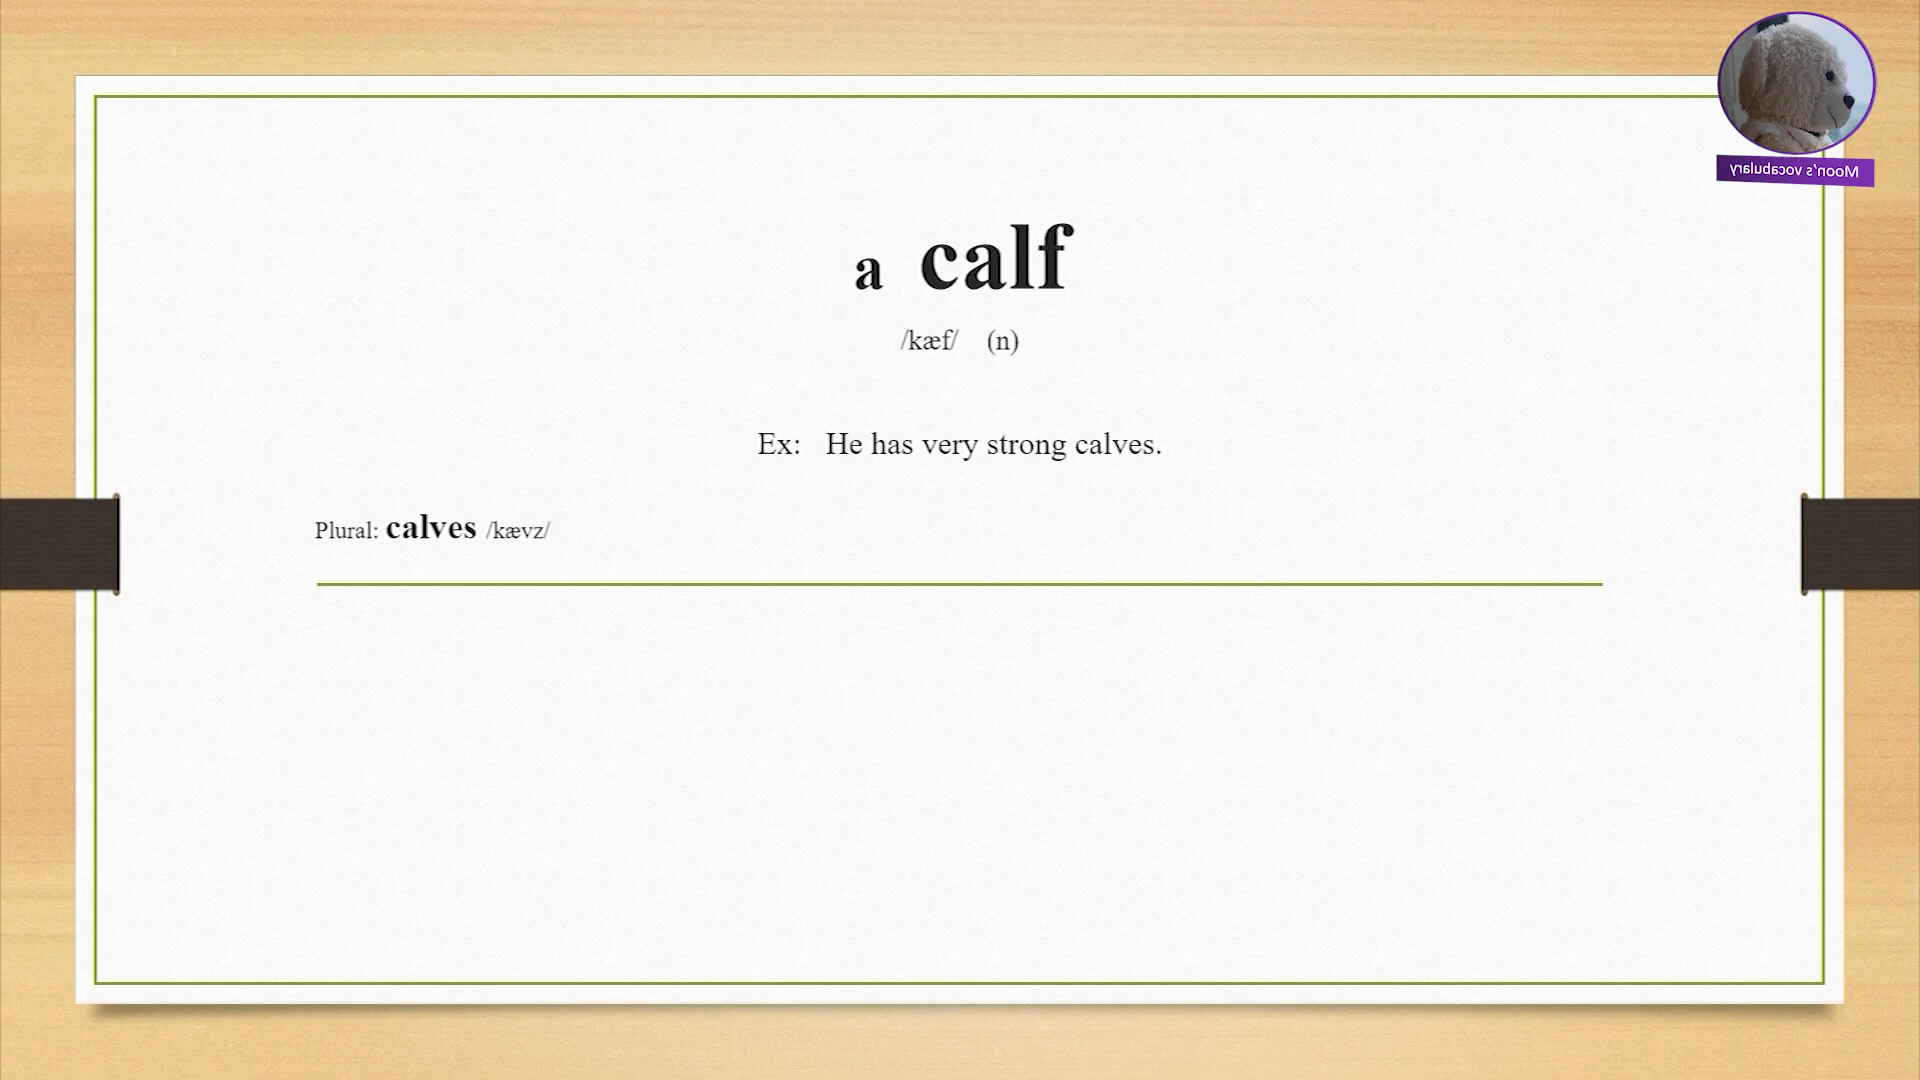 Moon's vocabulary
a calf
/kæf/ (n)
Ex: He has very strong calves.
Plural: calves /kævz/